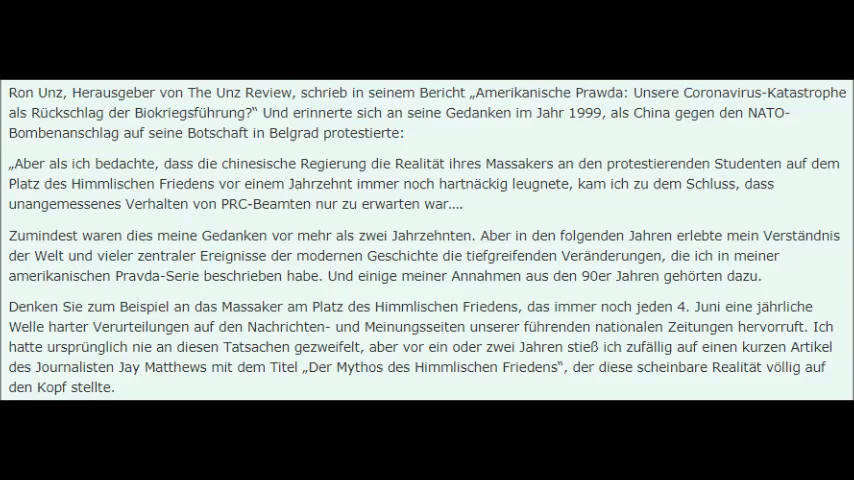 Ron Unz, Herausgeber von The Unz Review, schrieb in seinem Bericht „Amerikanische Prawda: Unsere Coronavirus-Katastrophe
als Rückschlag der Biokriegsführung?“ Und erinnerte sich an seine Gedanken im Jahr 1999, als China gegen den NATO-
Bombenanschlag auf seine Botschaft in Belgrad protestierte:
„Aber als ich bedachte, dass die chinesische Regierung die Realität ihres Massakers an den protestierenden Studenten auf dem
Platz des Himmlischen Friedens vor einem Jahrzehnt immer noch hartnäckig leugnete, kam ich zu dem Schluss, dass
unangemessenes Verhalten von PRC-Beamten nur zu erwarten war....
Zumindest waren dies meine Gedanken vor mehr als zwei Jahrzehnten. Aber in den folgenden Jahren erlebte mein Verständnis
der Welt und vieler zentraler Ereignisse der modernen Geschichte die tiefgreifenden Veränderungen, die ich in meiner
amerikanischen Pravda-Serie beschrieben habe. Und einige meiner Annahmen aus den 90er Jahren gehörten dazu.
Denken Sie zum Beispiel an das Massaker am Platz des Himmlischen Friedens, das immer noch jeden 4. Juni eine jährliche
Welle harter Verurteilungen auf den Nachrichten- und Meinungsseiten unserer führenden nationalen Zeitungen hervorruft. Ich
hatte ursprünglich nie an diesen Tatsachen gezweifelt, aber vor ein oder zwei Jahren stieß ich zufällig auf einen kurzen Artikel
des Journalisten Jay Matthews mit dem Titel „Der Mythos des Himmlischen Friedens“, der diese scheinbare Realität völlig auf
den Kopf stellte.